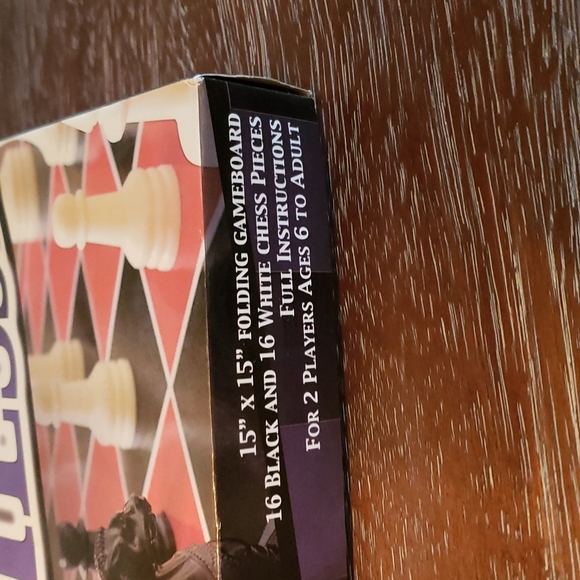 15” x 15” folding gameboard
16 Black and 16 White Chess Pieces
Full Instructions
For 2 Players Ages 6 to Adult